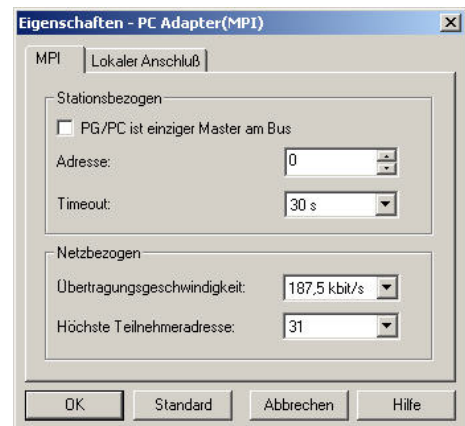 Eigenschaften - PC Adapter(MPI)
MPI
Lokaler Anschluß
Stationsbezogen
PG/PC ist einziger Master am Bus
Adresse: 0
Timeout: 30 s
Netzbezogen
Übertragungsgeschwindigkeit: 187,5 kbit/s
Höchste Teilnehmeradresse: 31
OK Standard Abbrechen Hilfe